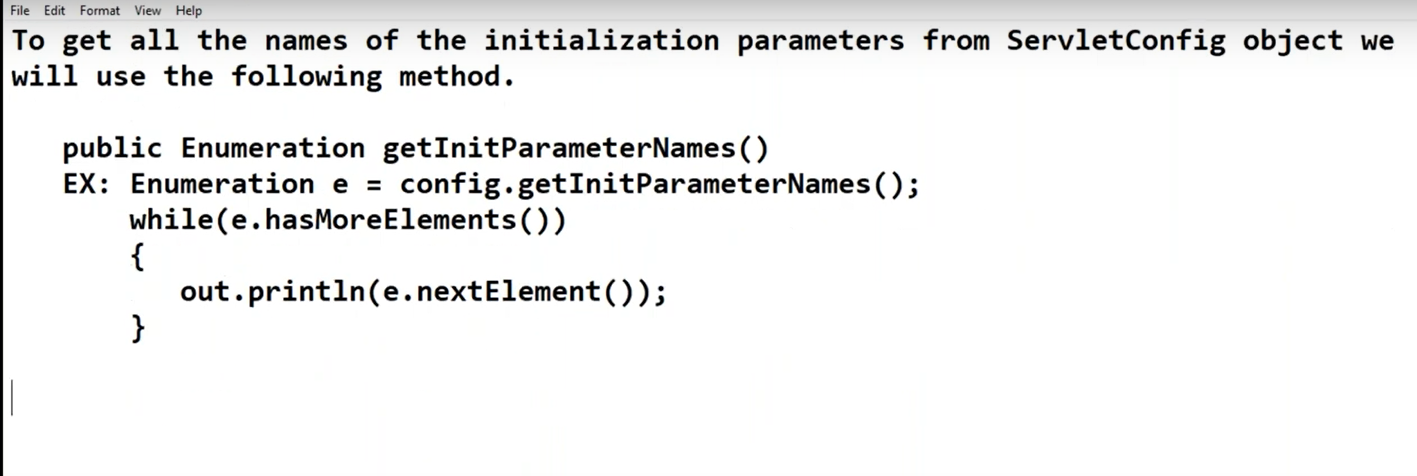 File Edit Format View Help
To get all the names of the initialization parameters from ServletConfig object we
will use the following method.
public Enumeration getInitParameterNames()
EX: Enumeration e = config.getInitParameterNames();
while(e.hasMoreElements())
{
out.println(e.nextElement());
}